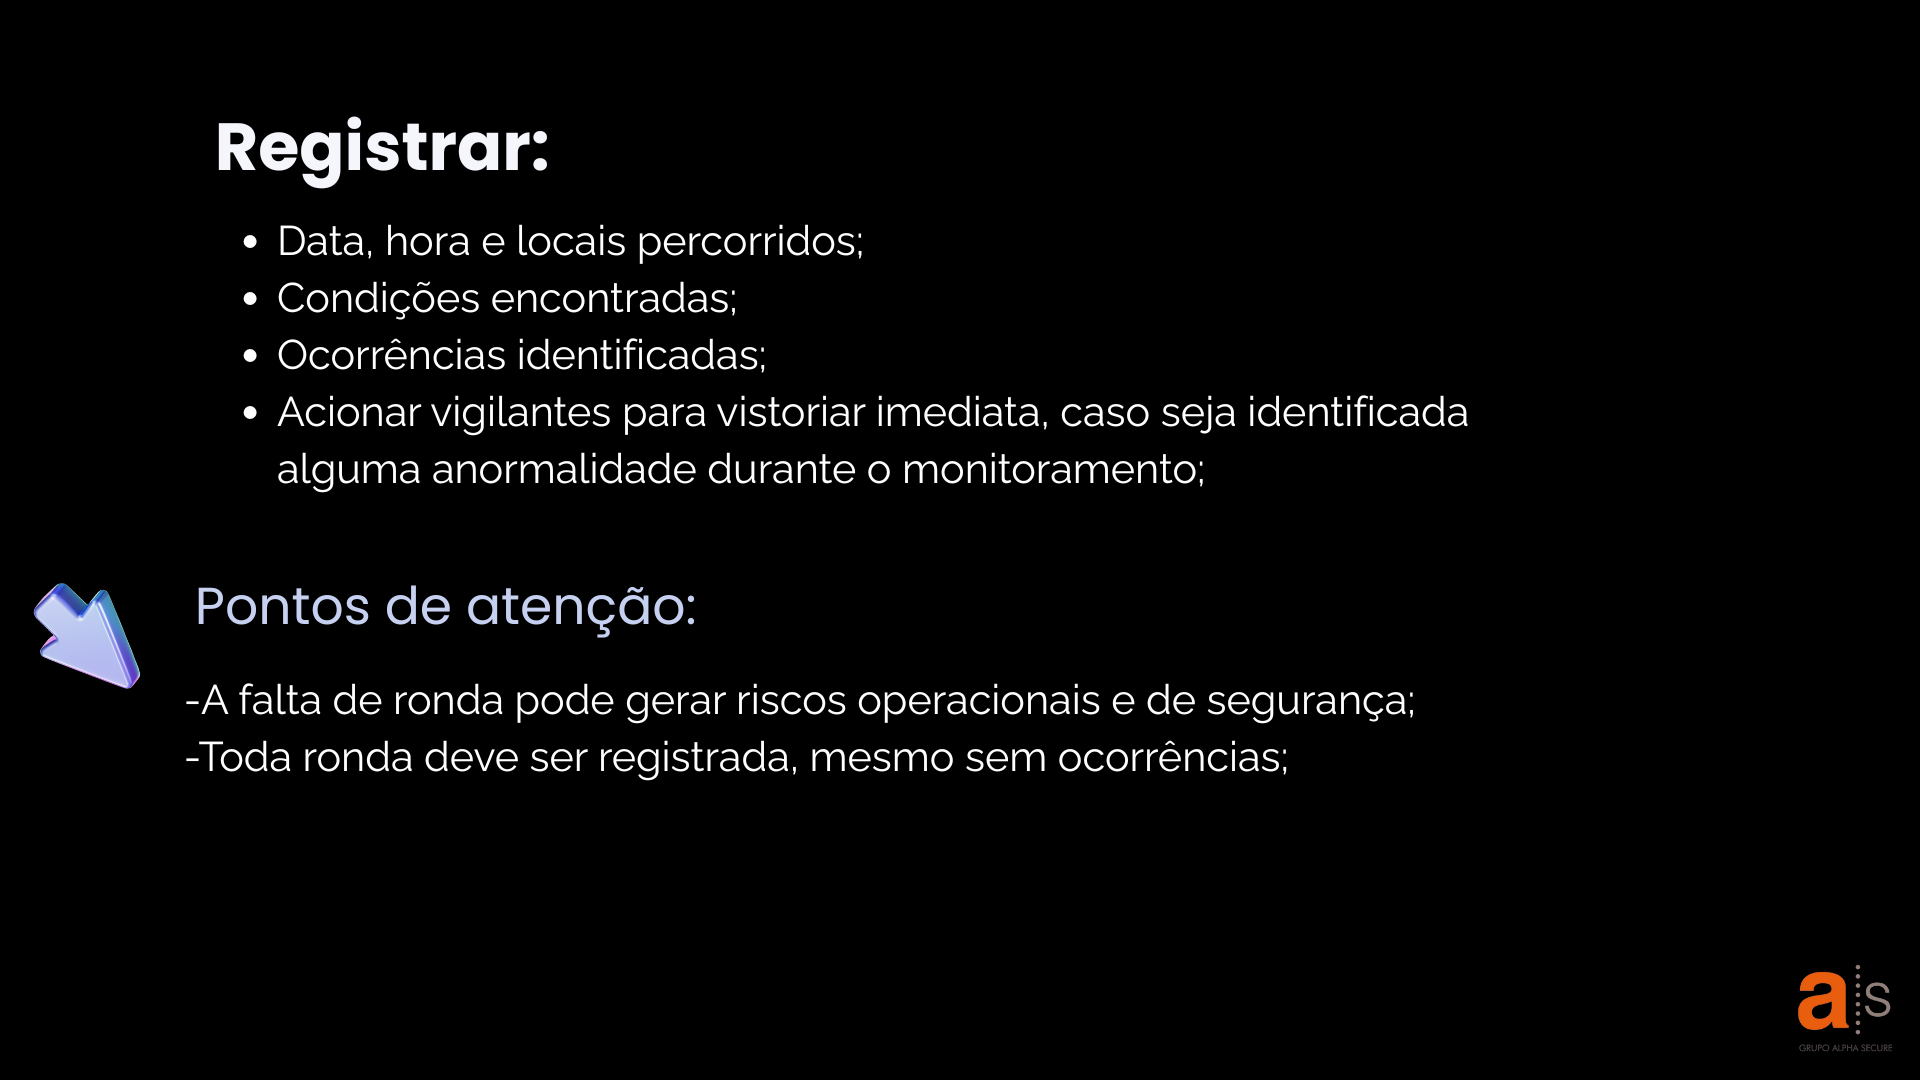 Registrar:
• Data, hora e locais percorridos;
• Condições encontradas;
• Ocorrências identificadas;
• Acionar vigilantes para vistoriar imediata, caso seja identificada
alguma anormalidade durante o monitoramento;
Pontos de atenção:
-A falta de ronda pode gerar riscos operacionais e de segurança;
-Toda ronda deve ser registrada, mesmo sem ocorrências;
a s
GRUPO ALPHA SECURE